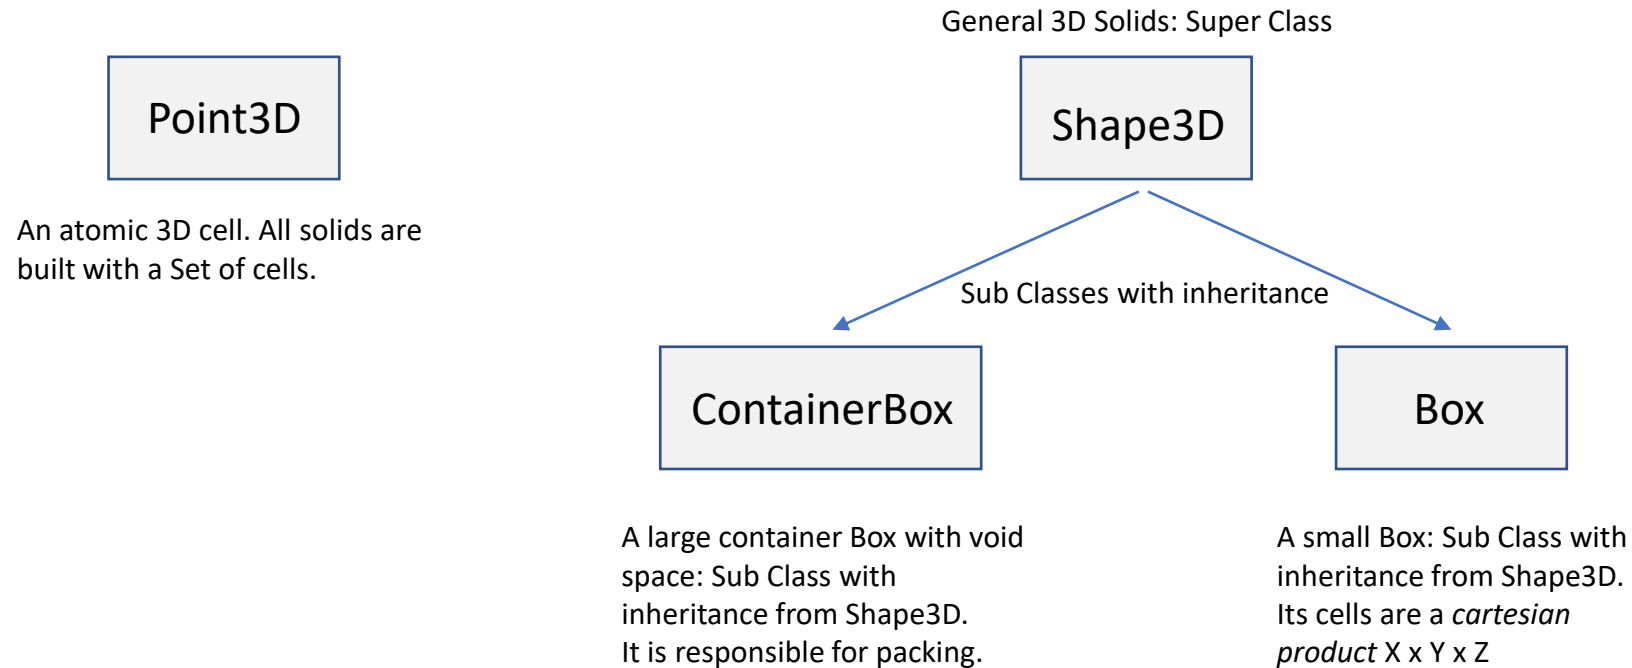 General 3D Solids: Super Class
Point3D
Shape3D
An atomic 3D cell. All solids are
built with a Set of cells.
Sub Classes with inheritance
ContainerBox
Box
A large container Box with void
space: Sub Class with
inheritance from Shape3D.
It is responsible for packing.
A small Box: Sub Class with
inheritance from Shape3D.
Its cells are a cartesian
product X x Y x Z